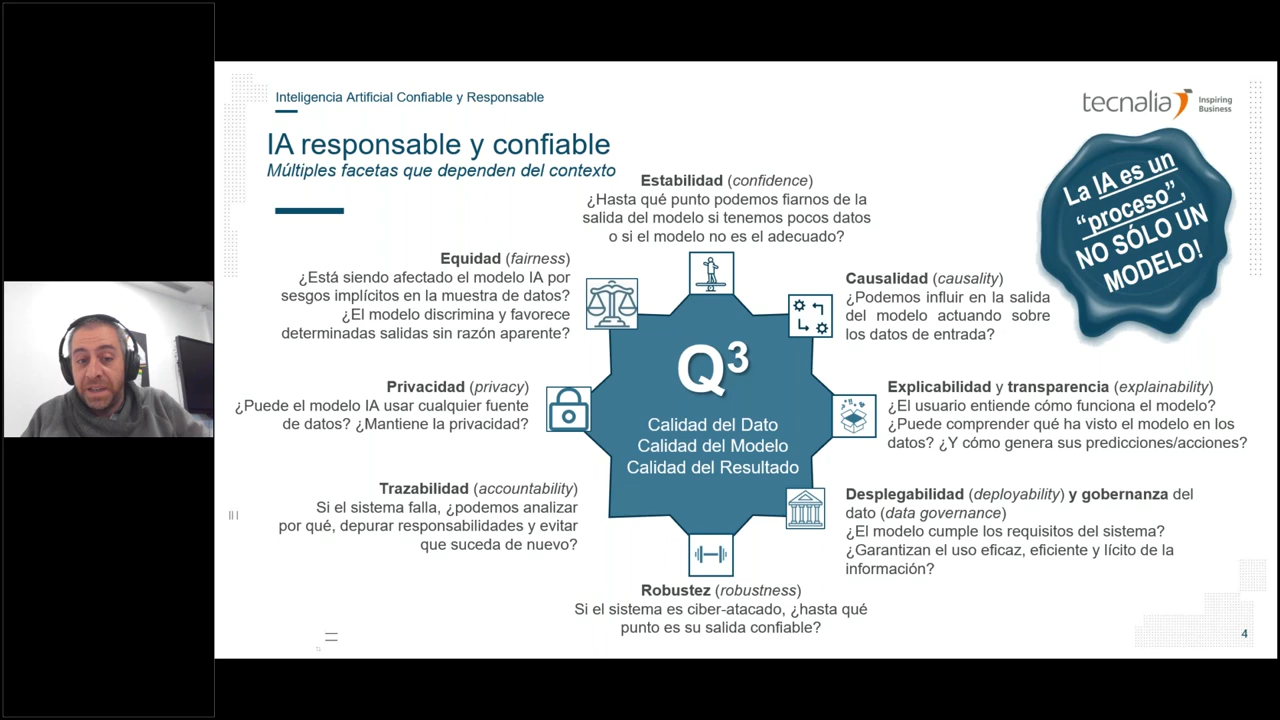 Inteligencia Artificial Confiable y Responsable
tecnalia Inspiring
Business
IA responsable y confiable
Múltiples facetas que dependen del contexto
La IA es un
“proceso”,
NO SÓLO UN
MODELO!
Estabilidad (confidence)
¿Hasta qué punto podemos fiarnos de la
salida del modelo si tenemos pocos datos
o si el modelo no es el adecuado?
Equidad (fairness)
¿Está siendo afectado el modelo IA por
sesgos implícitos en la muestra de datos?
¿El modelo discrimina y favorece
determinadas salidas sin razón aparente?
Causalidad (causality)
¿Podemos influir en la salida
del modelo actuando sobre
los datos de entrada?
Q3
Calidad del Dato
Calidad del Modelo
Calidad del Resultado
Privacidad (privacy)
¿Puede el modelo IA usar cualquier fuente
de datos? ¿Mantiene la privacidad?
Explicabilidad y transparencia (explainability)
¿El usuario entiende cómo funciona el modelo?
¿Puede comprender qué ha visto el modelo en los
datos? ¿Y cómo genera sus predicciones/acciones?
Trazabilidad (accountability)
Si el sistema falla, ¿podemos analizar
por qué, depurar responsabilidades y evitar
que suceda de nuevo?
Desplegabilidad (deployability) y gobernanza del
dato (data governance)
¿El modelo cumple los requisitos del sistema?
¿Garantizan el uso eficaz, eficiente y lícito de la
información?
Robustez (robustness)
Si el sistema es ciber-atacado, ¿hasta qué
punto es su salida confiable?
4